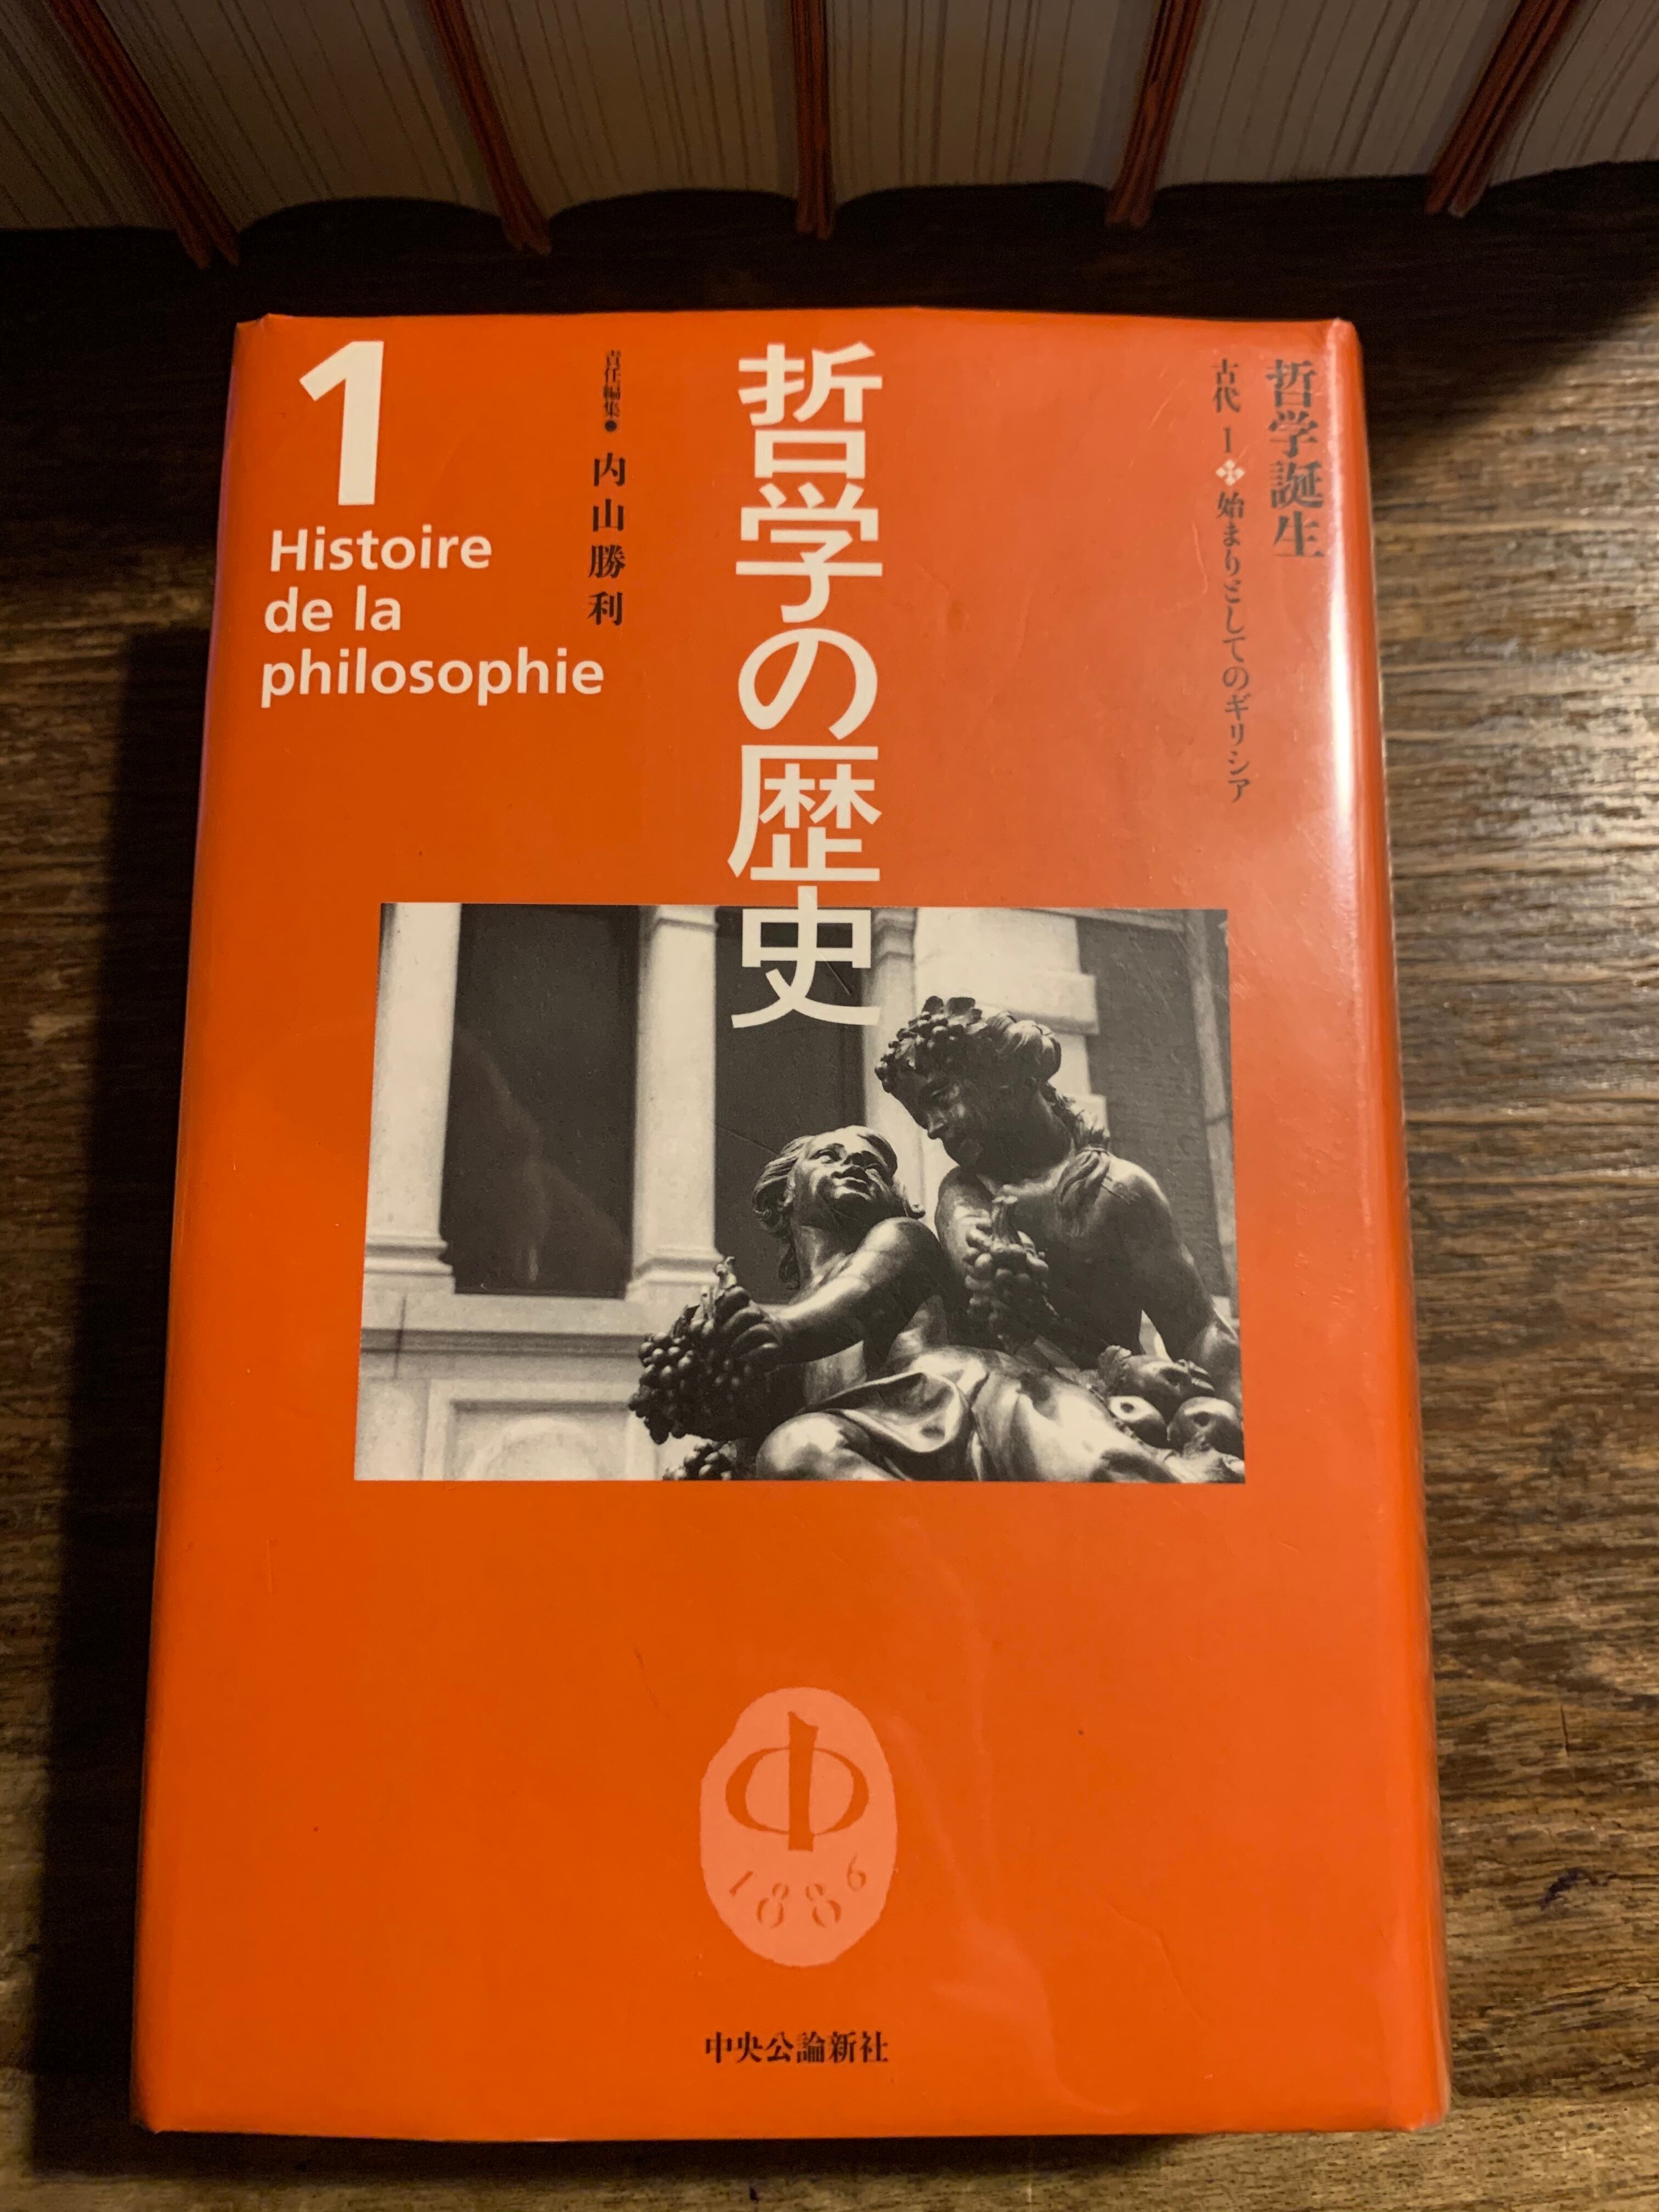 哲学誕生
古代 I 始まりとしてのギリシア
哲学の歴史
責任編集●内山勝利
1
Histoire
de la
philosophie
中
1886
中央公論新社